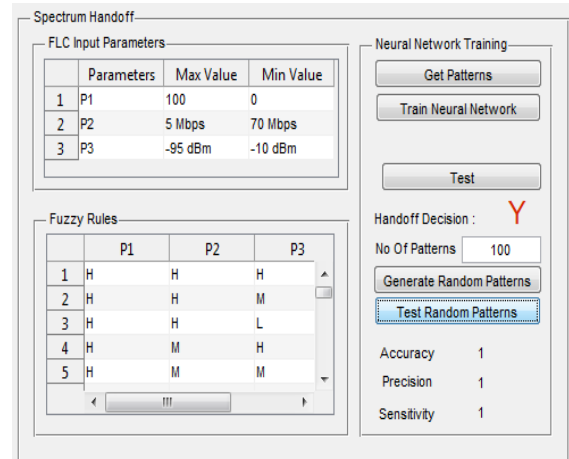 Spectrum Handoff
FLC Input Parameters
Parameters Max Value Min Value
1 P1 100 0
2 P2 5 Mbps 70 Mbps
3 P3 -95 dBm -10 dBm
Fuzzy Rules
P1 P2 P3
1 H H H
2 H H M
3 H H L
4 H M H
5 H M M
Neural Network Training
Get Patterns
Train Neural Network
Test
Handoff Decision : Y
No Of Patterns 100
Generate Random Patterns
Test Random Patterns
Accuracy 1
Precision 1
Sensitivity 1